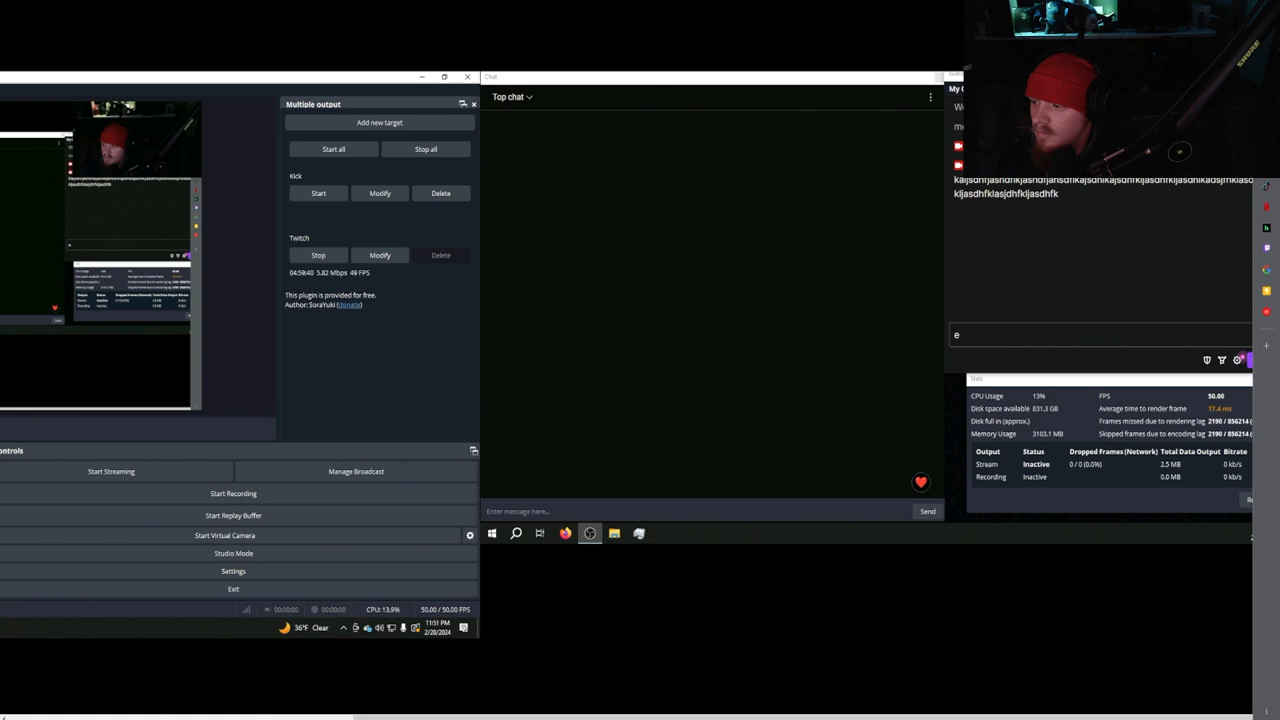 Multiple output
Add new target
Start all
Stop all
Kick
Start
Modify
Delete
Twitch
Stop
Modify
Delete
04:59:40 5.82 Mbps 49 FPS
This plugin is provided for free.
Author: SoraYuki (donate)
ontrols
Start Streaming
Manage Broadcast
Start Recording
Start Replay Buffer
Start Virtual Camera
Studio Mode
Settings
Exit
00:00:00
00:00:00
CPU: 13.9%
50.00 / 50.00 FPS
36°F Clear
11:51 PM
2/28/2024
Chat
Top chat
Enter message here...
Send
SHURE
My
kljasdhfklasjdhfkljasdhfk
e
Stats
CPU Usage 13%
FPS 50.00
Disk space available 831.3 GB
Average time to render frame 17.4 ms
Disk full in (approx.)
Frames missed due to rendering lag 2190 / 856214 (
Memory Usage 3103.1 MB
Skipped frames due to encoding lag 2190 / 856214 (
Output Status Dropped Frames (Network) Total Data Output Bitrate
Stream Inactive 0 / 0 (0.0%) 2.5 MB 0 kb/s
Recording Inactive 0.0 MB 0 kb/s